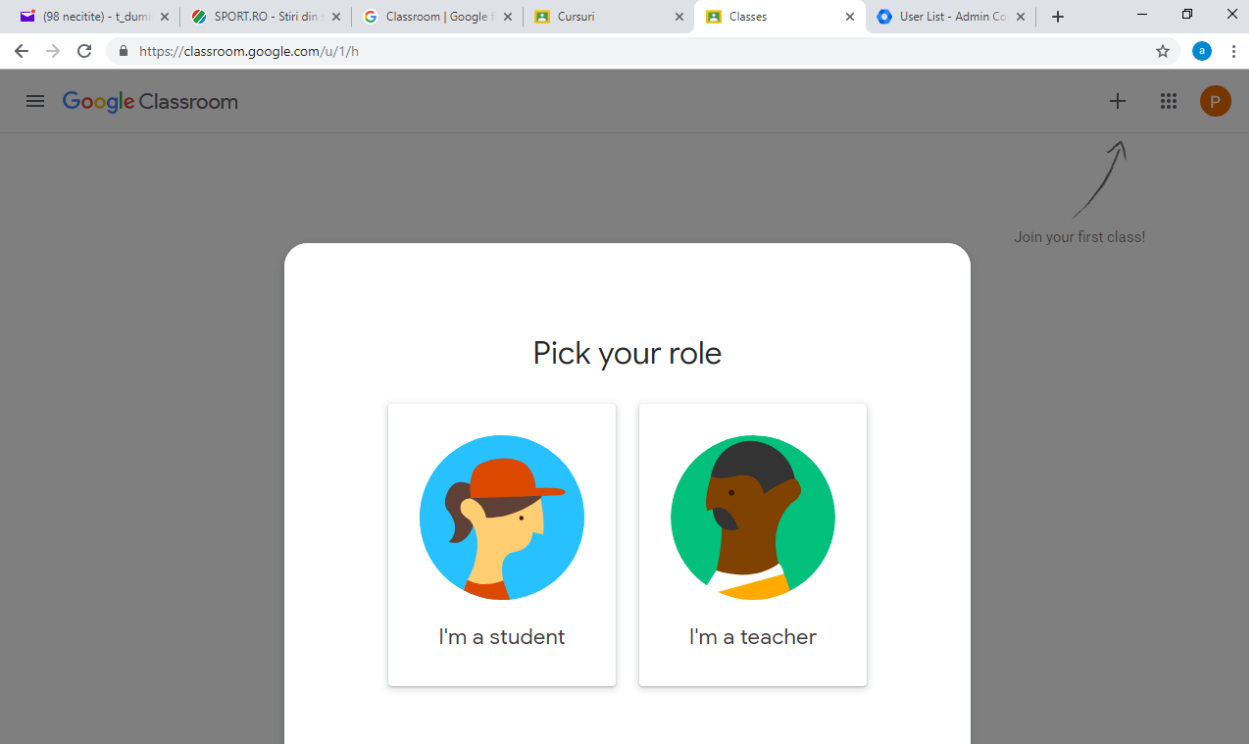 (98 necitite) - t_dumi
SPORT.RO - Stiri din
Classroom | Google f
Cursuri
Classes
User List - Admin Co
https://classroom.google.com/u/1/h
a
Google Classroom
P
Join your first class!
Pick your role
I'm a student
I'm a teacher